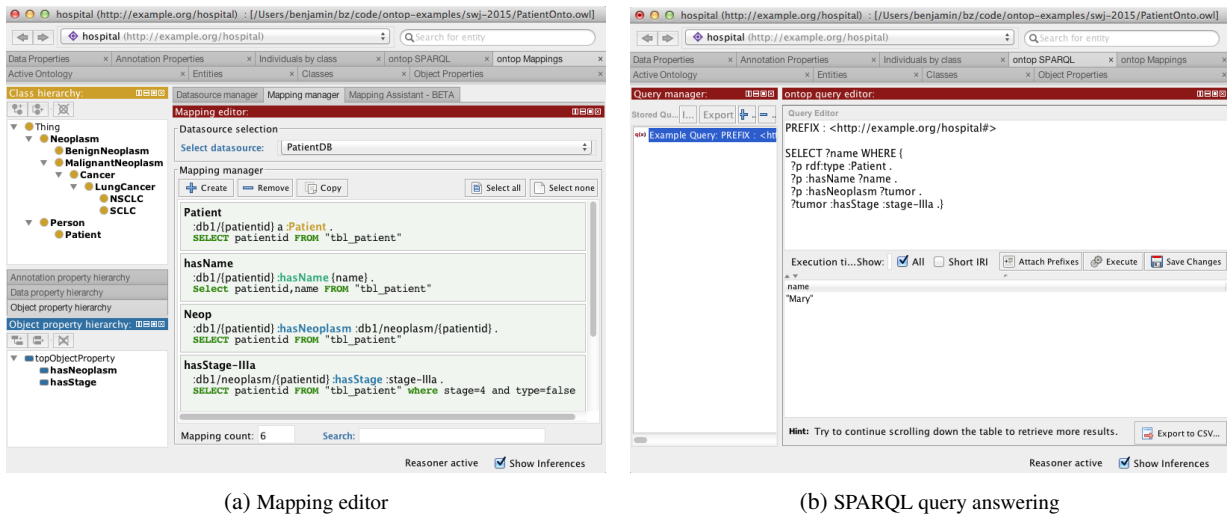 hospital (http://example.org/hospital) : [/Users/benjamin/bz/code/ontop-examples/swj-2015/PatientOnto.owl]
hospital (http://example.org/hospital)
Search for entity
Data Properties × Annotation Properties × Individuals by class × ontop SPARQL × ontop Mappings ×
Active Ontology × Entities × Classes × Object Properties ×
Class hierarchy:
Thing
Neoplasm
BenignNeoplasm
MalignantNeoplasm
Cancer
LungCancer
NSCLC
SCLC
Person
Patient
Annotation property hierarchy
Data property hierarchy
Object property hierarchy
Object property hierarchy:
topObjectProperty
hasNeoplasm
hasStage
Datasource manager Mapping manager Mapping Assistant - BETA
Mapping editor:
Datasource selection
Select datasource: PatientDB
Mapping manager
Create Remove Copy Select all Select none
Patient
:db1/{patientid} a :Patient .
SELECT patientid FROM "tbl_patient"
hasName
:db1/{patientid} :hasName {name} .
Select patientid,name FROM "tbl_patient"
Neop
:db1/{patientid} :hasNeoplasm :db1/neoplasm/{patientid} .
SELECT patientid FROM "tbl_patient"
hasStage-IIIa
:db1/neoplasm/{patientid} :hasStage :stage-IIIa .
SELECT patientid FROM "tbl_patient" where stage=4 and type=false
Mapping count: 6 Search:
Reasoner active Show Inferences
(a) Mapping editor
hospital (http://example.org/hospital) : [/Users/benjamin/bz/code/ontop-examples/swj-2015/PatientOnto.owl]
hospital (http://example.org/hospital)
Search for entity
Data Properties × Annotation Properties × Individuals by class × ontop SPARQL × ontop Mappings ×
Active Ontology × Entities × Classes × Object Properties ×
Query manager:
Stored Qu... I... Export
Example Query: PREFIX : <htt
ontop query editor:
Query Editor
PREFIX : <http://example.org/hospital#>
SELECT ?name WHERE {
?p rdf:type :Patient .
?p :hasName ?name .
?p :hasNeoplasm ?tumor .
?tumor :hasStage :stage-IIIa .}
Execution ti...Show: All Short IRI Attach Prefixes Execute Save Changes
name
"Mary"
Hint: Try to continue scrolling down the table to retrieve more results. Export to CSV...
Reasoner active Show Inferences
(b) SPARQL query answering